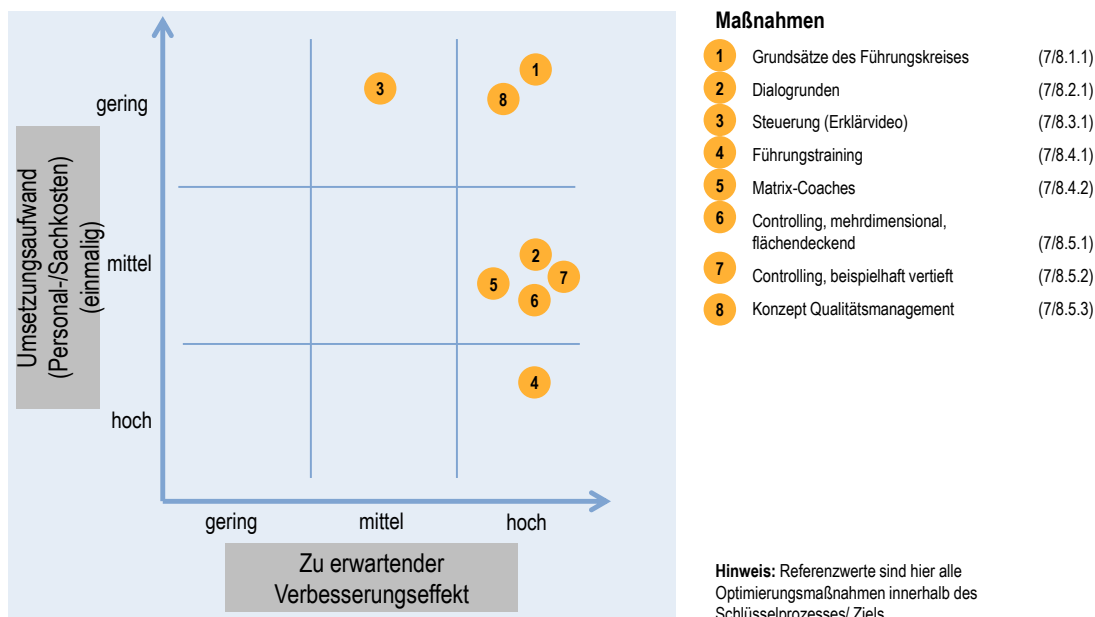 gering
mittel
hoch
Umsetzungsaufwand
(Personal-/Sachkosten)
(einmalig)
3
1
8
2
5
7
6
4
gering mittel hoch
Zu erwartender
Verbesserungseffekt
Maßnahmen
1 Grundsätze des Führungskreises (7/8.1.1)
2 Dialogrunden (7/8.2.1)
3 Steuerung (Erklärvideo) (7/8.3.1)
4 Führungstraining (7/8.4.1)
5 Matrix-Coaches (7/8.4.2)
6 Controlling, mehrdimensional,
flächendeckend (7/8.5.1)
7 Controlling, beispielhaft vertieft (7/8.5.2)
8 Konzept Qualitätsmanagement (7/8.5.3)
Hinweis: Referenzwerte sind hier alle
Optimierungsmaßnahmen innerhalb des
Schlüsselprozesses/ Ziels